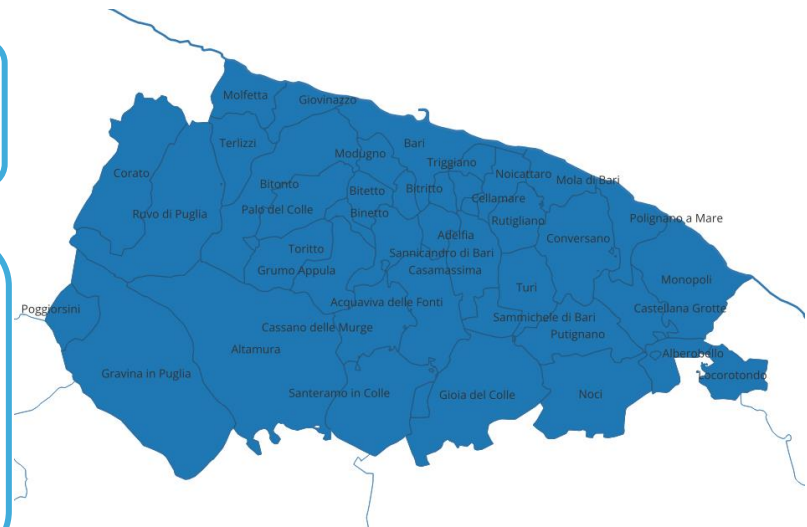 Molfetta
Giovinazzo
Terlizzi
Bari
Modugno
Triggiano
Corato
Noicattaro
Mola di Bari
Bitonto
Bitetto
Bitritto
Cellamare
Ruvo di Puglia
Palo del Colle
Binetto
Rutigliano
Polignano a Mare
Adelfia
Conversano
Toritto
Sannicandro di Bari
Grumo Appula
Casamassima
Monopoli
Turi
Acquaviva delle Fonti
Castellana Grotte
Poggiorsini
Sammichele di Bari
Cassano delle Murge
Putignano
Altamura
Alberobello
Gravina in Puglia
Locorotondo
Santeramo in Colle
Gioia del Colle
Noci